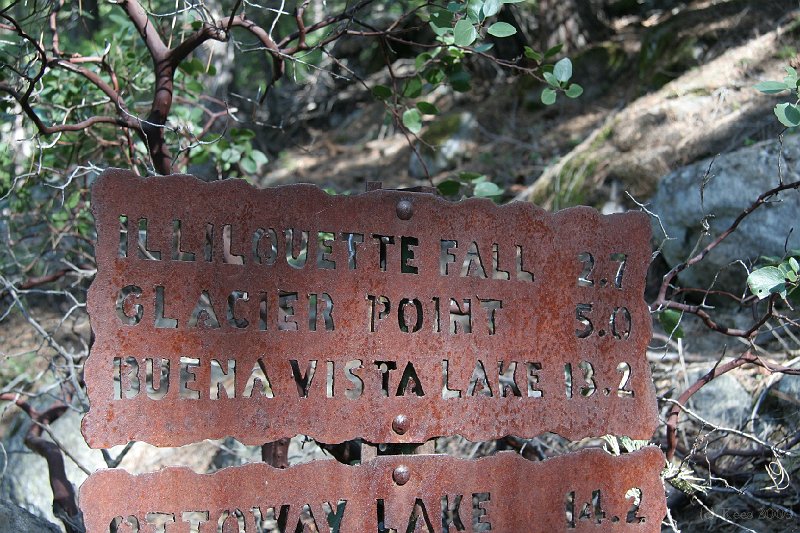 ILLILOUETTE FALL 2.7
GLACIER POINT 5.0
BUENA VISTA LAKE 13.2
OTTOWAY LAKE 14.2